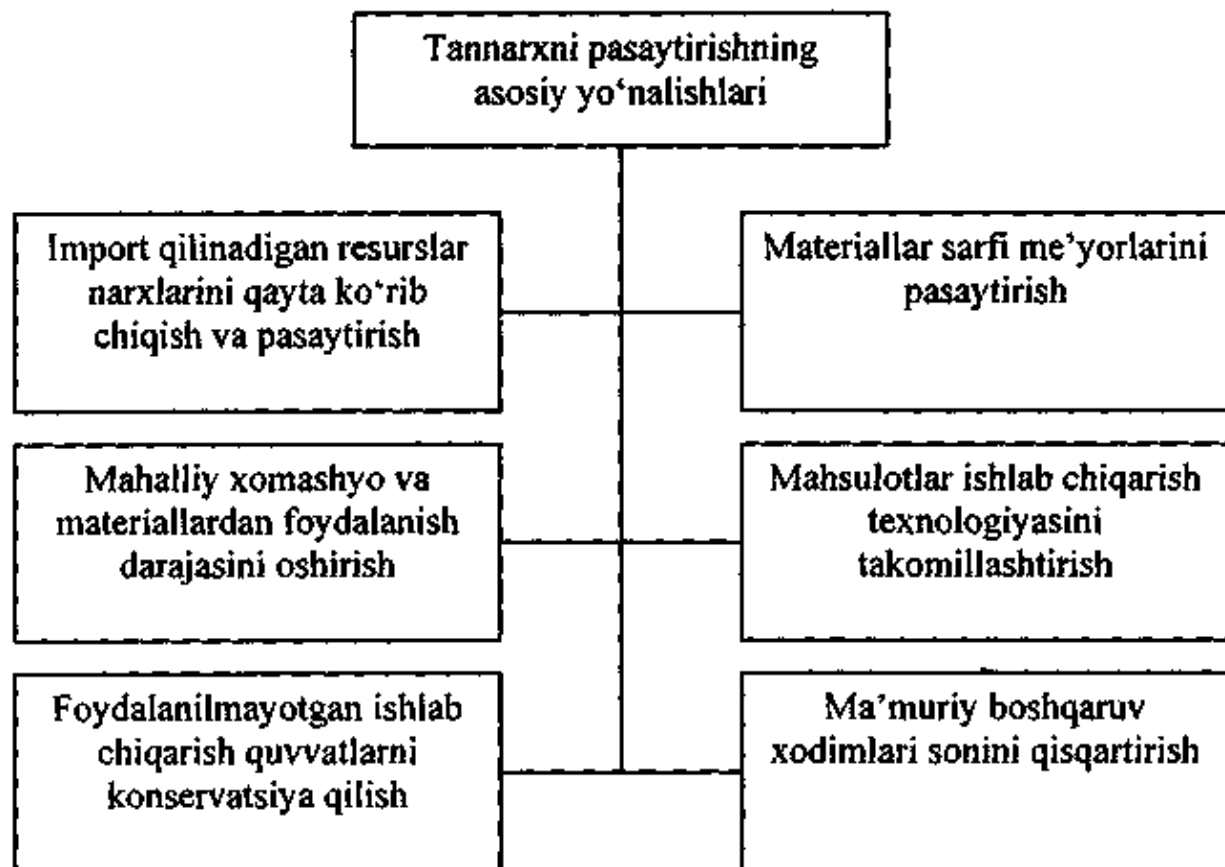 Tannarxni pasaytirishning
asosiy yo‘nalishlari
Import qilinadigan resurslar
narxlarini qayta ko‘rib
chiqish va pasaytirish
Materiallar sarfi me’yorlarini
pasaytirish
Mahalliy xomashyo va
materiallardan foydalanish
darajasini oshirish
Mahsulotlar ishlab chiqarish
texnologiyasini
takomillashtirish
Foydalanilmayotgan ishlab
chiqarish quvvatlarni
konservatsiya qilish
Ma’muriy boshqaruv
xodimlari sonini qisqartirish